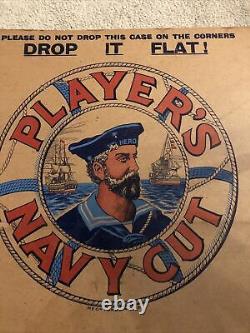 PLEASE DO NOT DROP THIS CASE ON THE CORNERS
DROP IT FLAT!
PLAYER'S
HERO
NAVY CUT